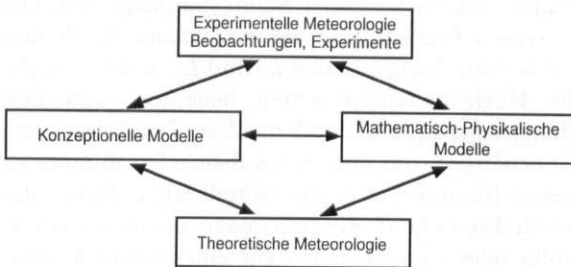 Experimentelle Meteorologie
Beobachtungen, Experimente
Konzeptionelle Modelle
Mathematisch-Physikalische
Modelle
Theoretische Meteorologie